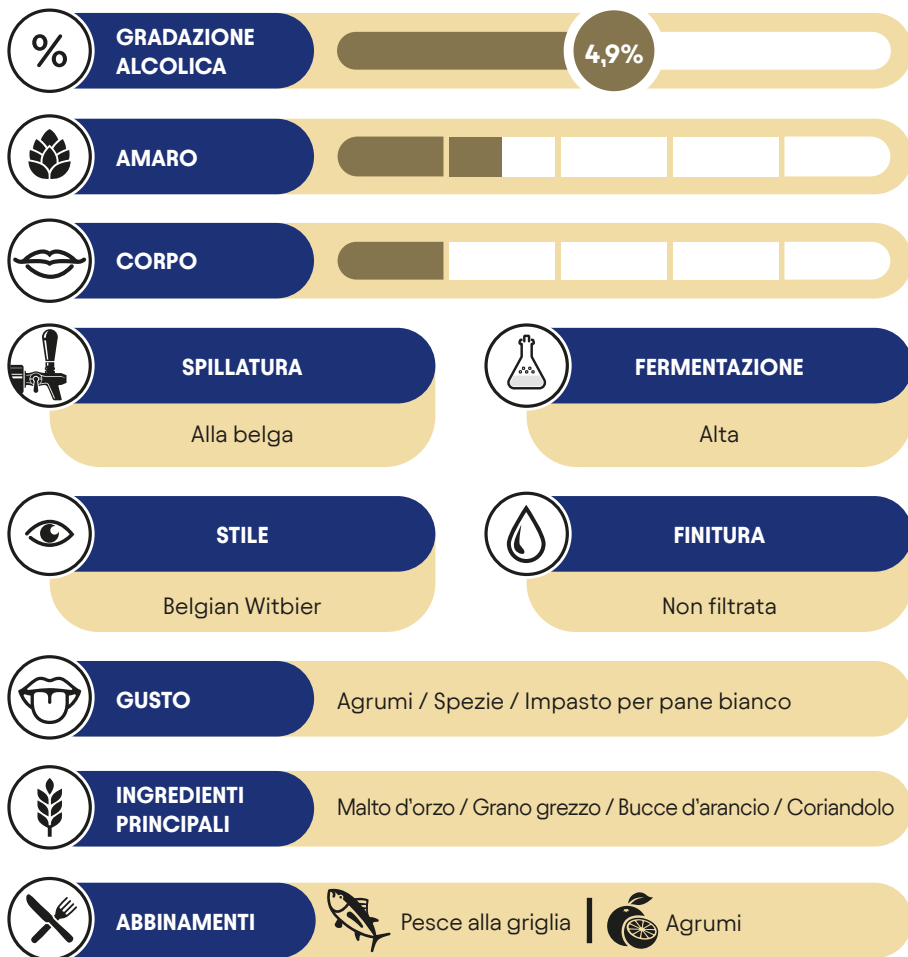 %
GRADAZIONE
ALCOLICA
4,9%
AMARO
CORPO
SPILLATURA
Alla belga
FERMENTAZIONE
Alta
STILE
Belgian Witbier
FINITURA
Non filtrata
GUSTO
Agrumi / Spezie / Impasto per pane bianco
INGREDIENTI
PRINCIPALI
Malto d'orzo / Grano grezzo / Bucce d'arancio / Coriandolo
ABBINAMENTI
Pesce alla griglia
Agrumi